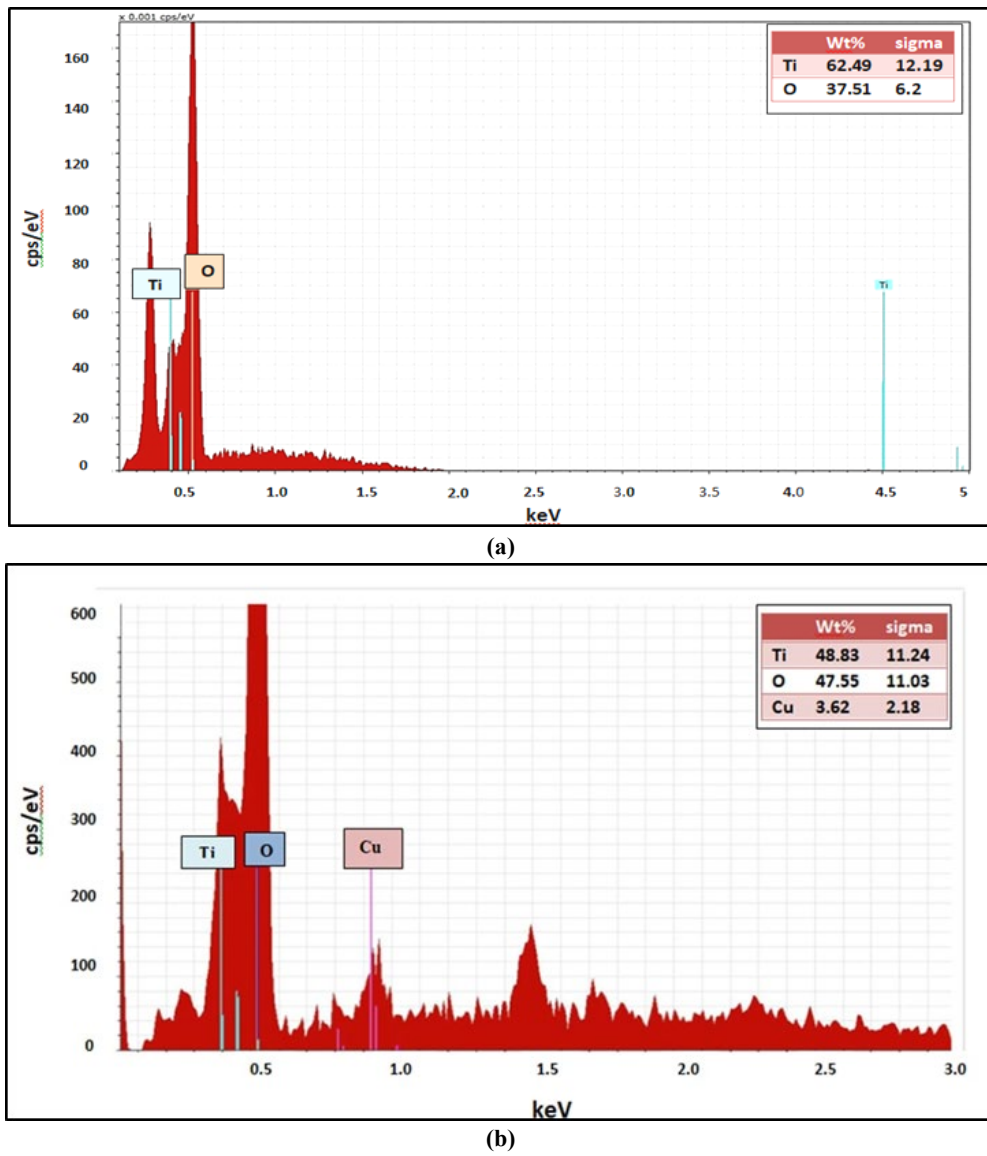 x 0.001 cps/eV
160
140
120
100
80
60
40
20
0
cps/eV
Wt% sigma
Ti 62.49 12.19
O 37.51 6.2
Ti
O
Ti
0.5 1.0 1.5 2.0 2.5 3.0 3.5 4.0 4.5 5
keV
(a)
600
500
400
300
200
100
0
cps/eV
Wt% sigma
Ti 48.83 11.24
O 47.55 11.03
Cu 3.62 2.18
Ti
O
Cu
0.5 1.0 1.5 2.0 2.5 3.0
keV
(b)